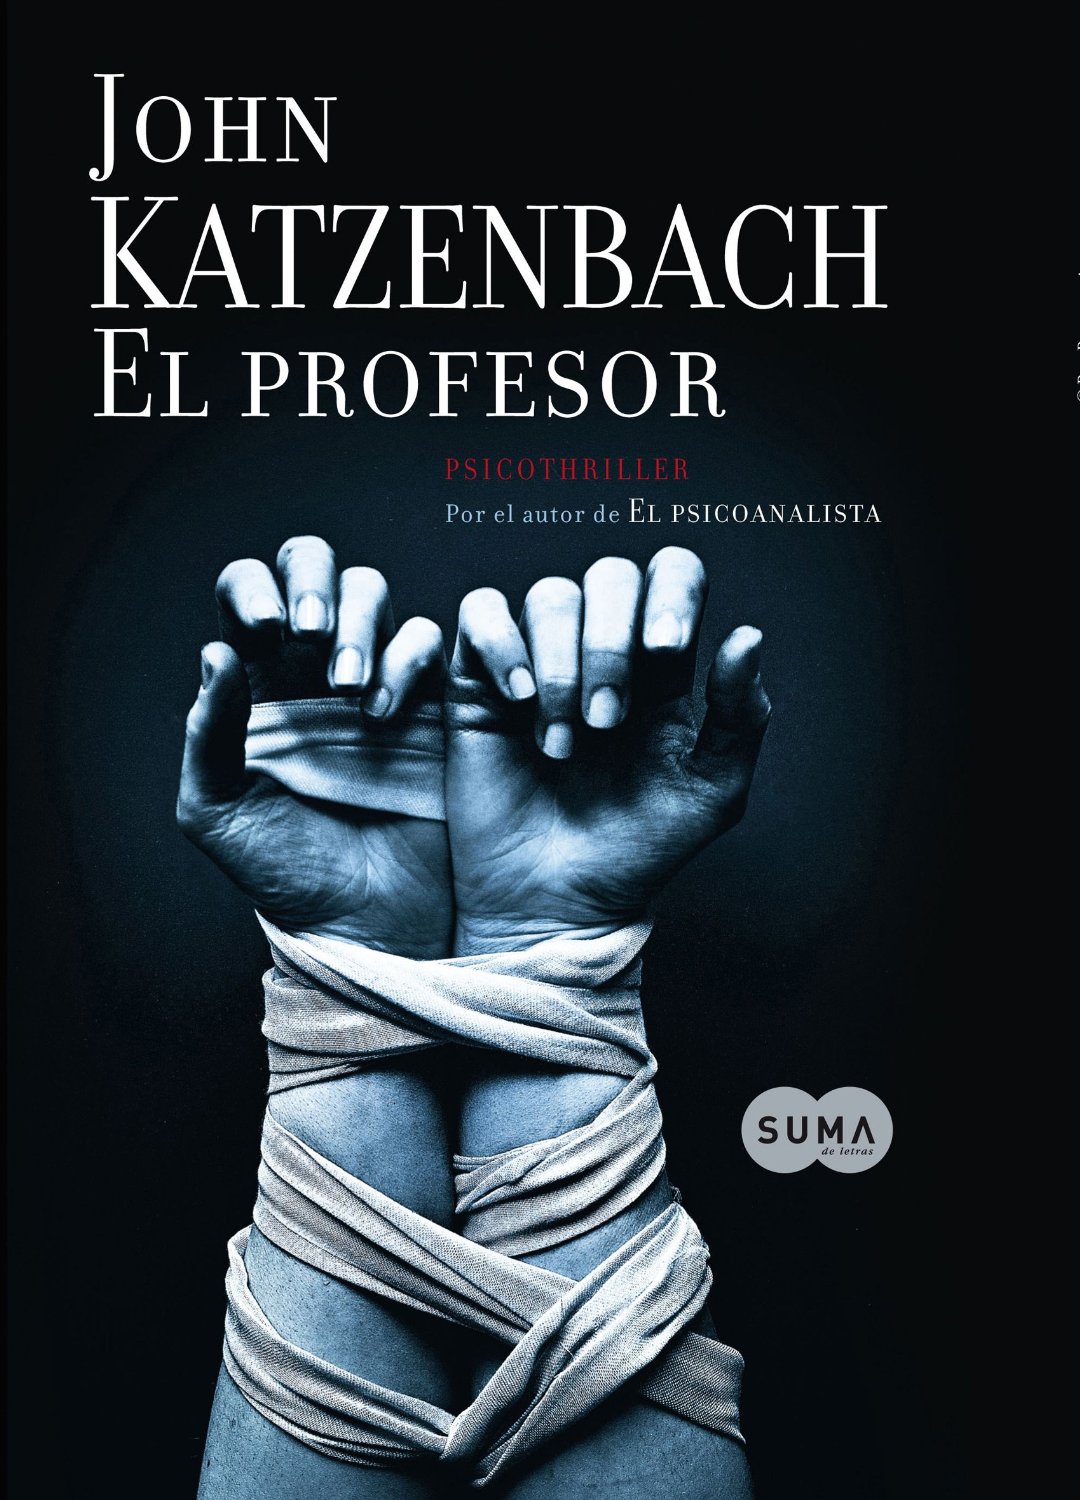 JOHN
KATZENBACH
EL PROFESOR
PSICOTHRILLER
Por el autor de EL PSICOANALISTA
SUMA
de letras